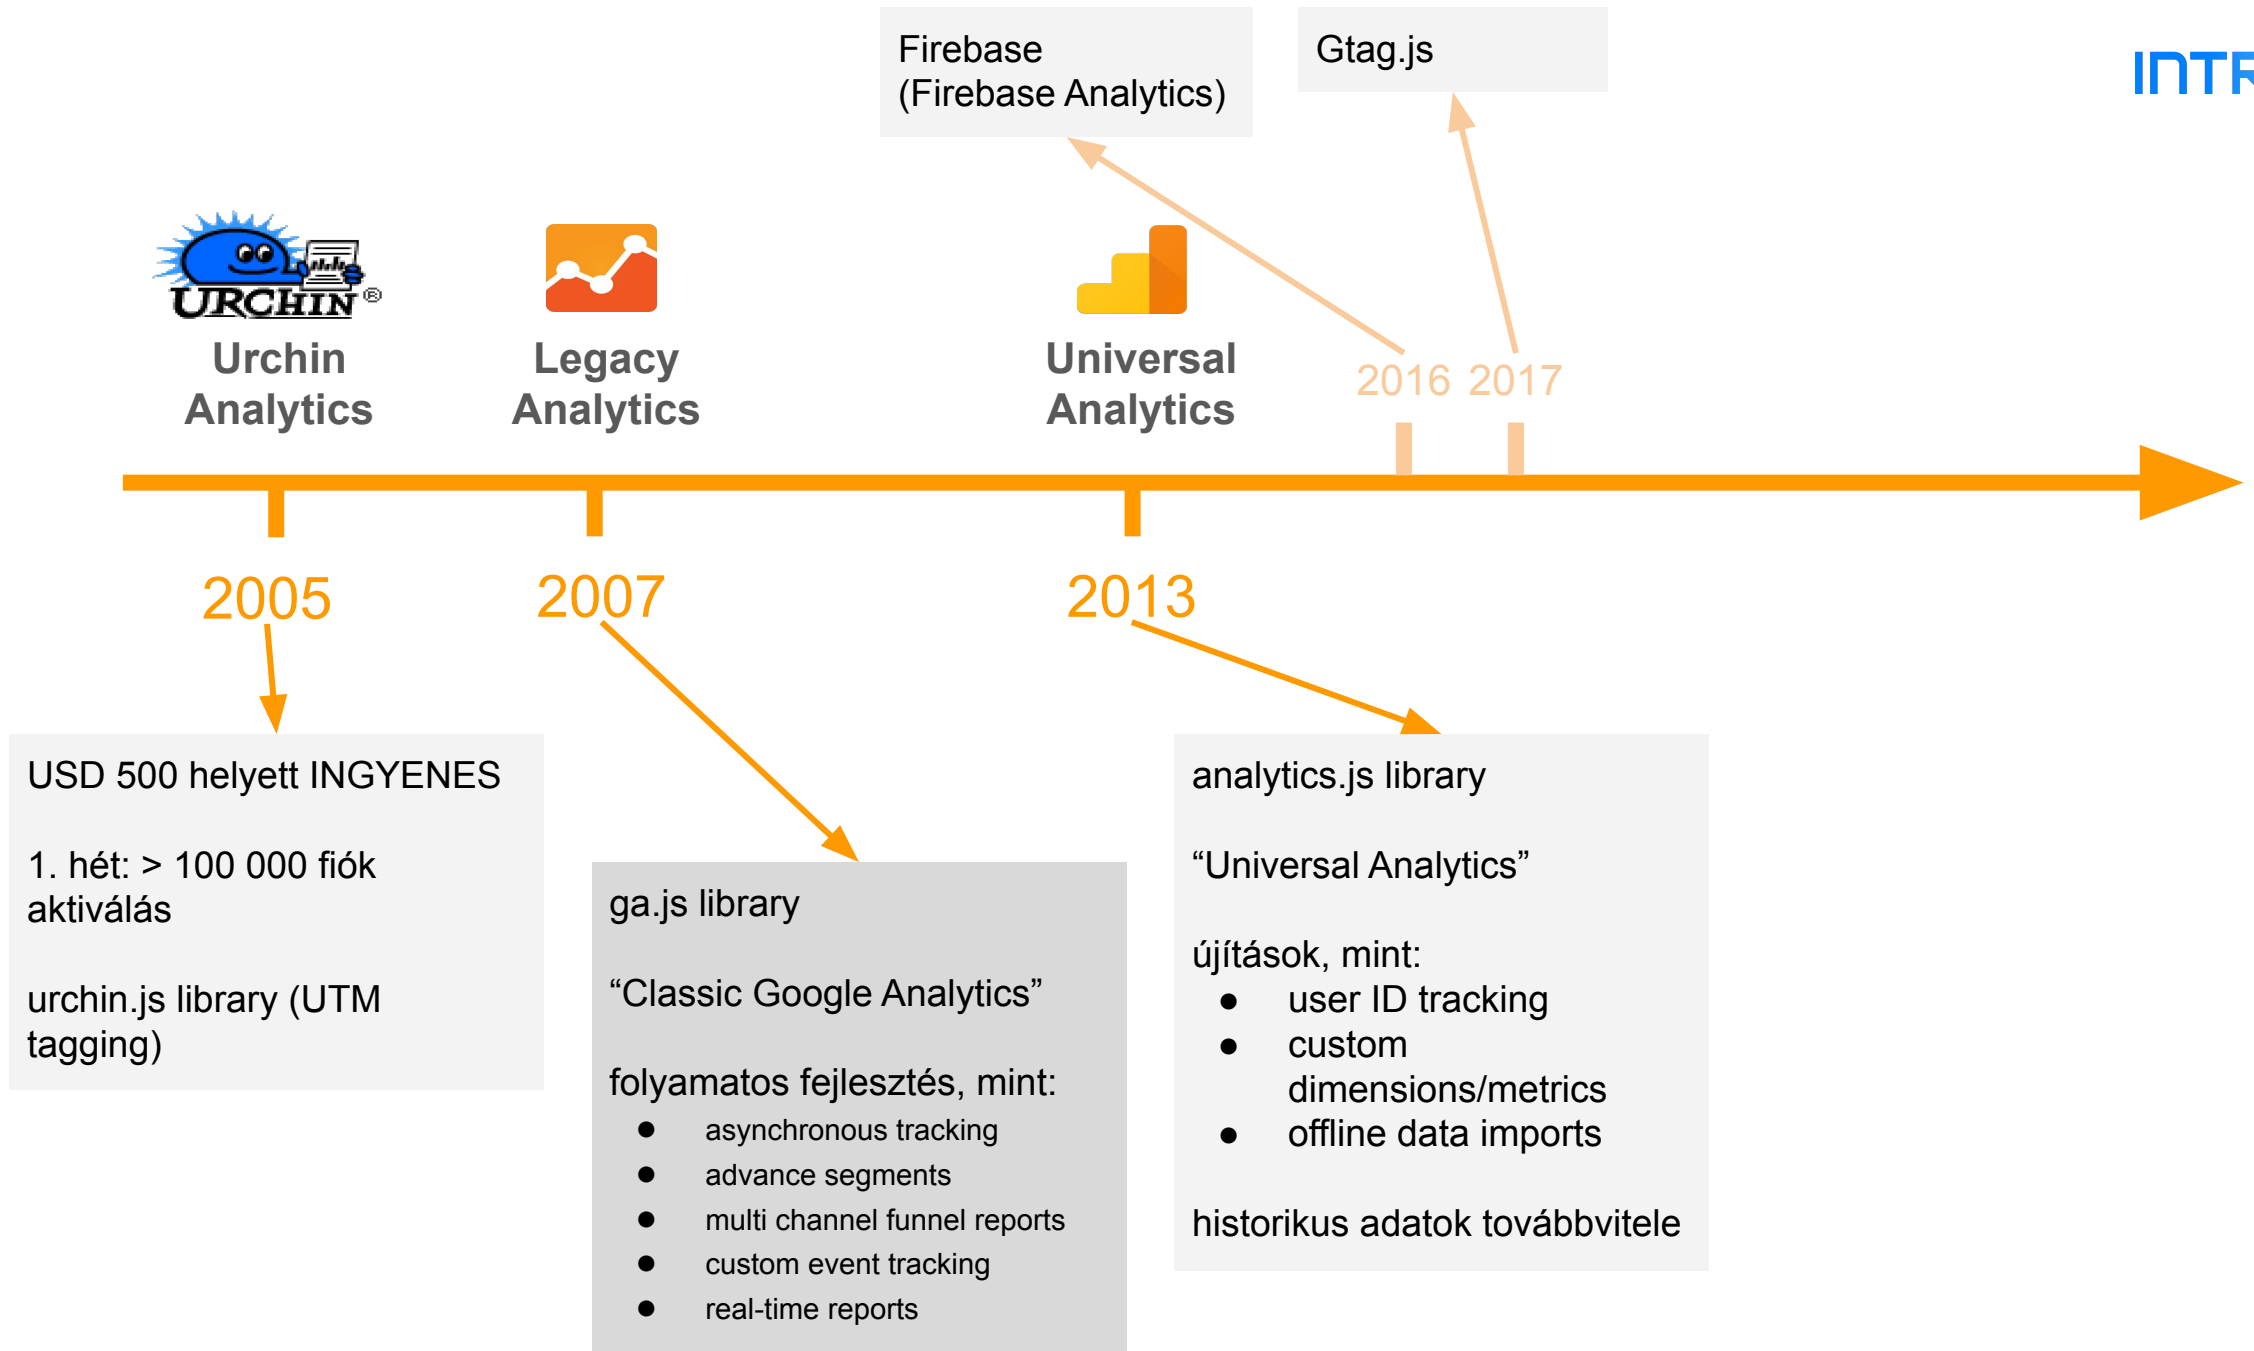 Firebase
(Firebase Analytics)
Gtag.js
INTR
URCHIN®
Urchin
Analytics
Legacy
Analytics
Universal
Analytics
2016
2017
2005
2007
2013
USD 500 helyett INGYENES
1. hét: > 100 000 fiók
aktiválás
urchin.js library (UTM
tagging)
ga.js library
“Classic Google Analytics”
folyamatos fejlesztés, mint:
● asynchronous tracking
● advance segments
● multi channel funnel reports
● custom event tracking
● real-time reports
analytics.js library
“Universal Analytics”
újítások, mint:
● user ID tracking
● custom
dimensions/metrics
● offline data imports
historikus adatok továbbvitele